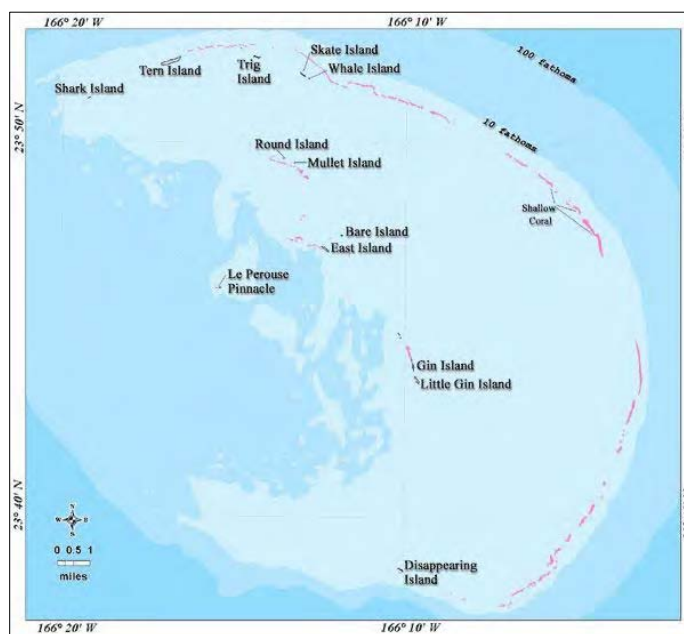 166° 20' W
166° 10' W
100 fathoms
Skate Island
Whale Island
Trig
Island
Tern Island
Shark Island
23° 50' N
10 fathoms
Round Island
Mullet Island
Shallow
Coral
Bare Island
East Island
Le Perouse
Pinnacle
Gin Island
Little Gin Island
23° 40' N
N
W
E
S
0 0.5 1
miles
Disappearing
Island
166° 20' W
166° 10' W